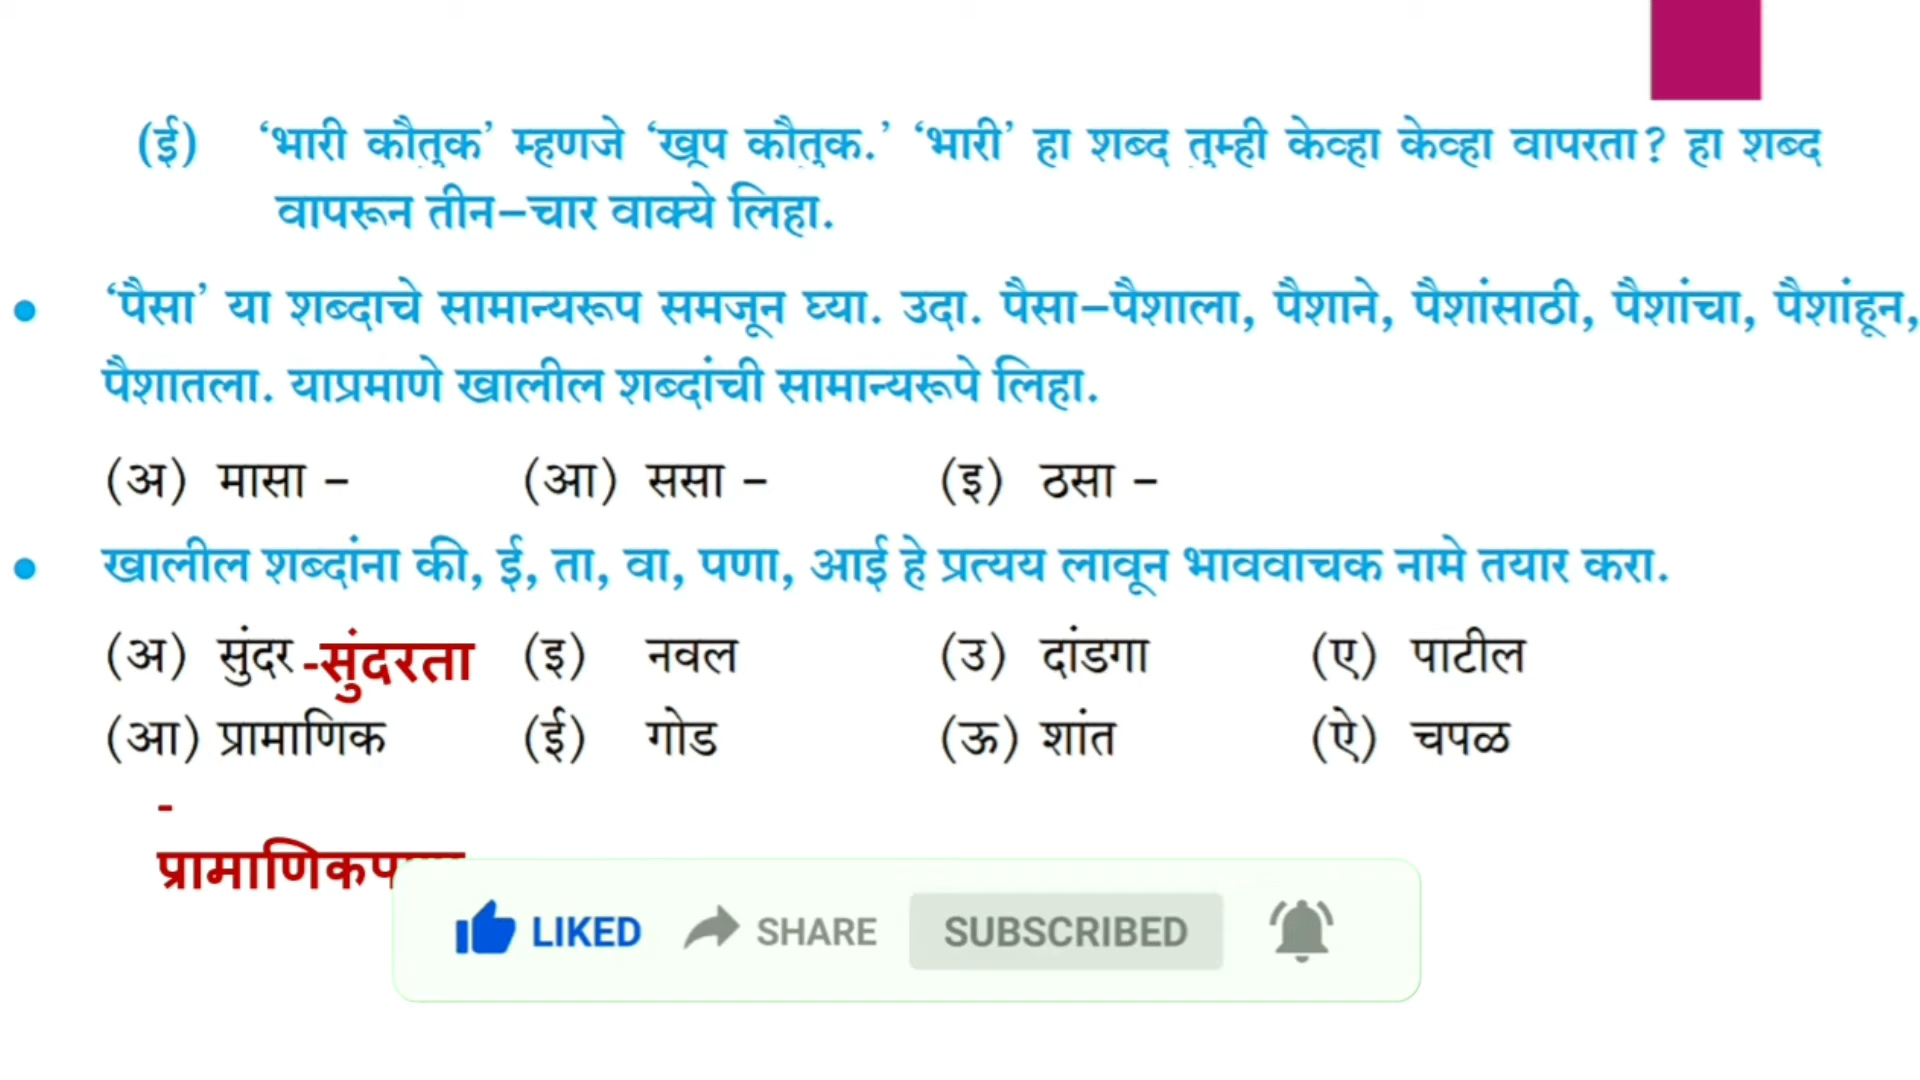 (ई) ‘भारी कौतुक’ म्हणजे ‘खूप कौतुक.’ ‘भारी’ हा शब्द तुम्ही केव्हा केव्हा वापरता? हा शब्द
वापरून तीन–चार वाक्ये लिहा.
• ‘पैसा’ या शब्दाचे सामान्यरूप समजून घ्या. उदा. पैसा–पैशाला, पैशाने, पैशांसाठी, पैशांचा, पैशांहून,
पैशातला. याप्रमाणे खालील शब्दांची सामान्यरूपे लिहा.
(अ) मासा – (आ) ससा – (इ) ठसा –
• खालील शब्दांना की, ई, ता, वा, पणा, आई हे प्रत्यय लावून भाववाचक नामे तयार करा.
(अ) सुंदर -सुंदरता (इ) नवल (उ) दांडगा (ए) पाटील
(आ) प्रामाणिक (ई) गोड (ऊ) शांत (ऐ) चपळ
-
LIKED SHARE SUBSCRIBED